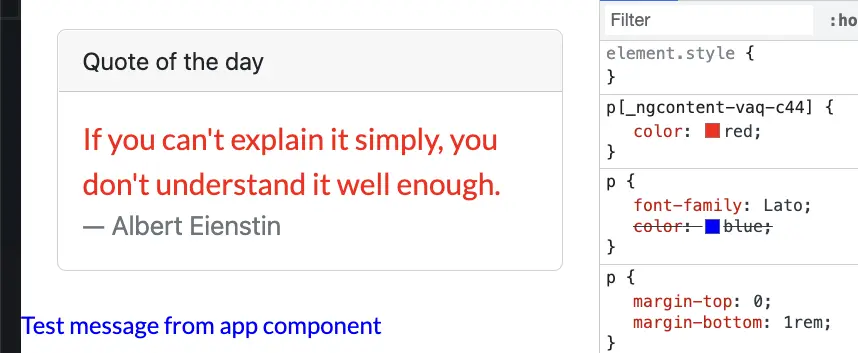 Quote of the day
If you can't explain it simply, you
don't understand it well enough.
— Albert Eienstin
Test message from app component
Filter
:ho
element.style {
}
p[_ngcontent-vaq-c44] {
color: red;
}
p {
font-family: Lato;
color: blue;
}
p {
margin-top: 0;
margin-bottom: 1rem;
}